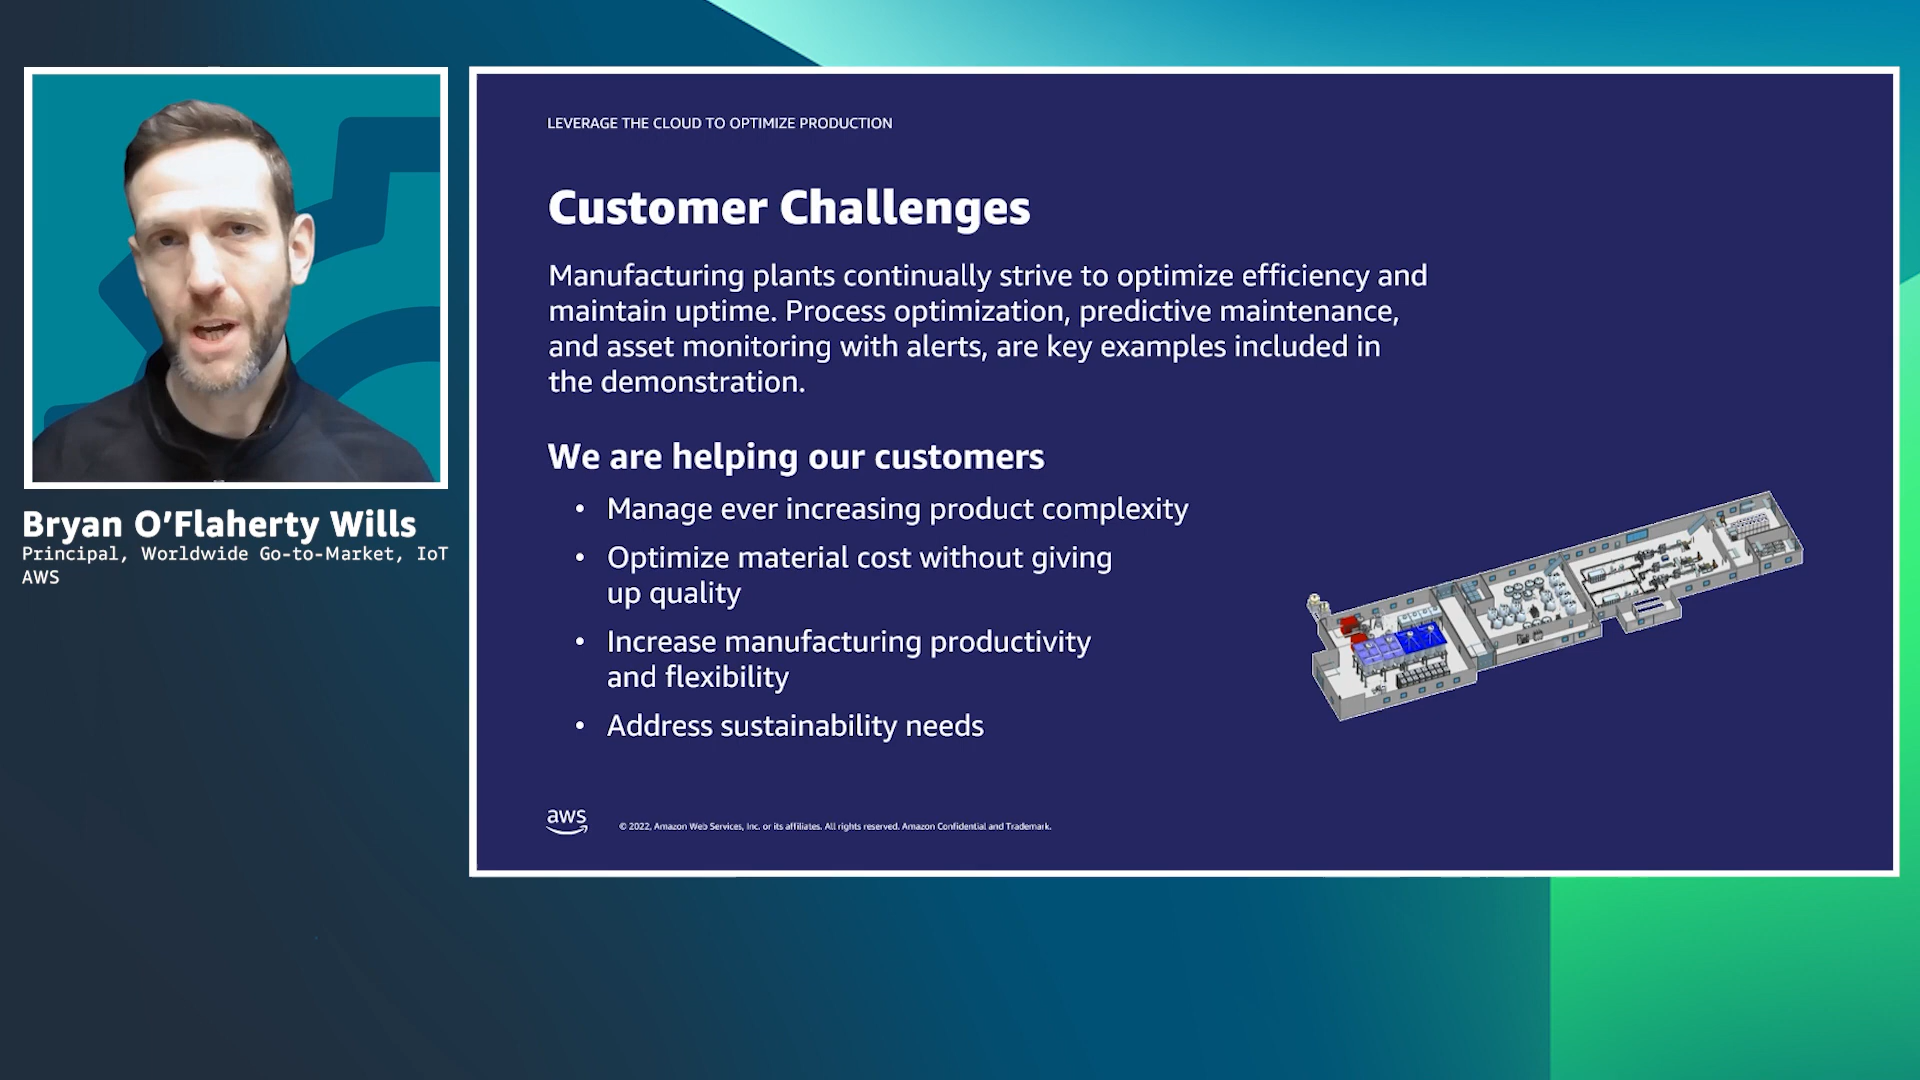 Bryan O’Flaherty Wills
Principal, Worldwide Go-to-Market, IoT
AWS
LEVERAGE THE CLOUD TO OPTIMIZE PRODUCTION
Customer Challenges
Manufacturing plants continually strive to optimize efficiency and
maintain uptime. Process optimization, predictive maintenance,
and asset monitoring with alerts, are key examples included in
the demonstration.
We are helping our customers
• Manage ever increasing product complexity
• Optimize material cost without giving
up quality
• Increase manufacturing productivity
and flexibility
• Address sustainability needs
aws
© 2022, Amazon Web Services, Inc. or its affiliates. All rights reserved. Amazon Confidential and Trademark.